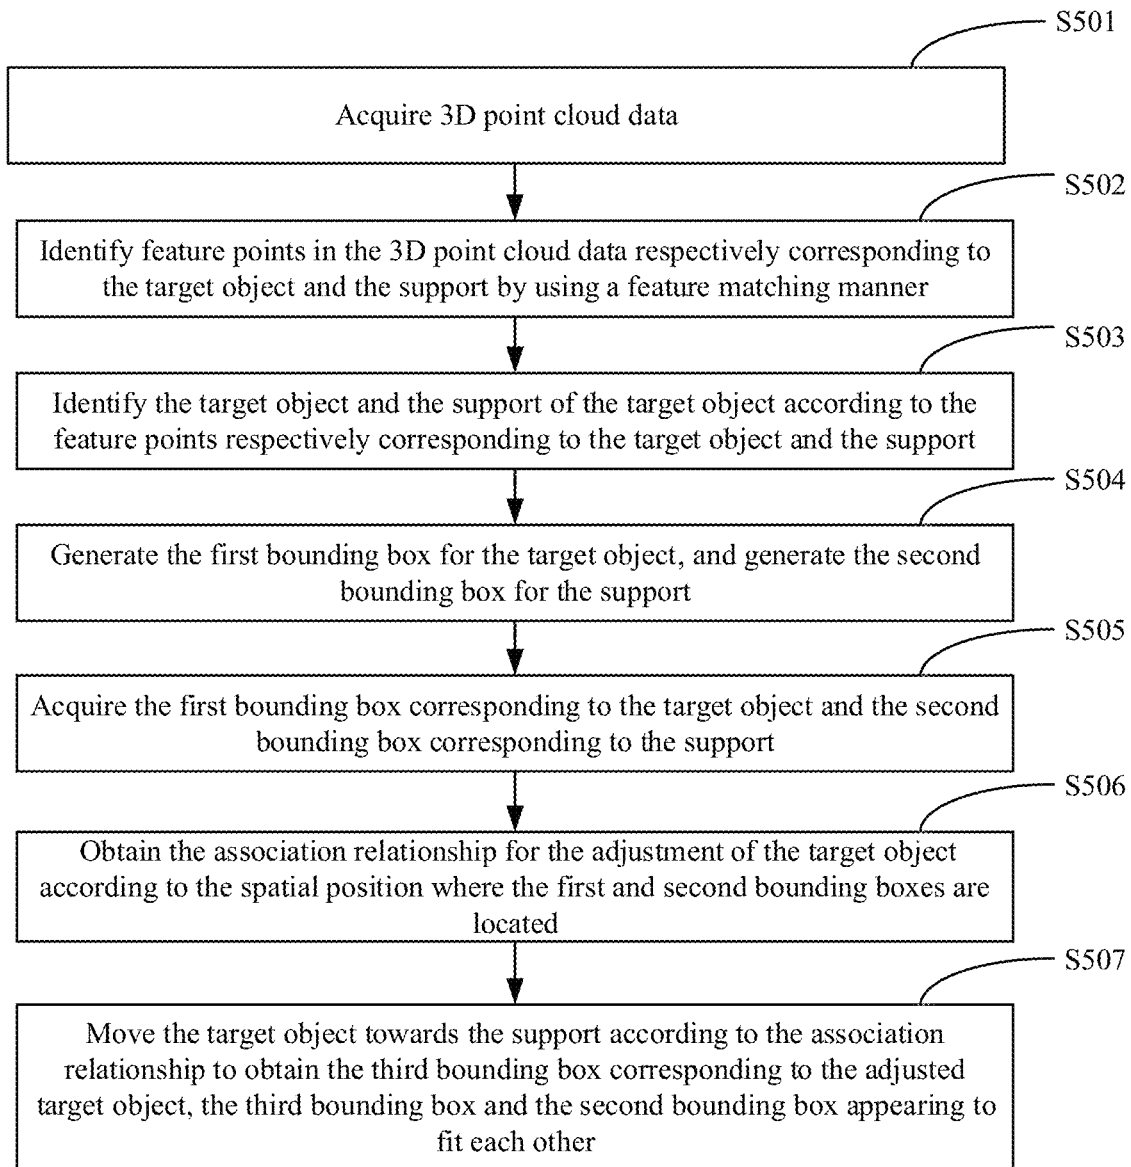 S501
Acquire 3D point cloud data
S502
Identify feature points in the 3D point cloud data respectively corresponding to
the target object and the support by using a feature matching manner
S503
Identify the target object and the support of the target object according to the
feature points respectively corresponding to the target object and the support
S504
Generate the first bounding box for the target object, and generate the second
bounding box for the support
S505
Acquire the first bounding box corresponding to the target object and the second
bounding box corresponding to the support
S506
Obtain the association relationship for the adjustment of the target object
according to the spatial position where the first and second bounding boxes are
located
S507
Move the target object towards the support according to the association
relationship to obtain the third bounding box corresponding to the adjusted
target object, the third bounding box and the second bounding box appearing to
fit each other